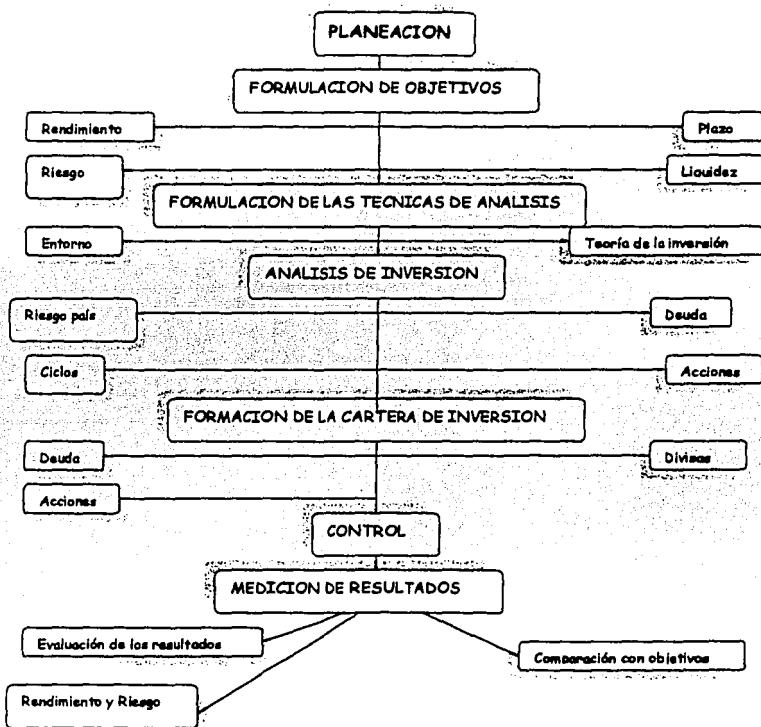 PLANEACION
FORMULACION DE OBJETIVOS
Rendimiento
Plazo
Riesgo
Liquidez
FORMULACION DE LAS TECNICAS DE ANALISIS
Entorno
Teoría de la inversión
ANALISIS DE INVERSION
Riesgo país
Deuda
Ciclos
Acciones
FORMACION DE LA CARTERA DE INVERSION
Deuda
Divisas
Acciones
CONTROL
MEDICION DE RESULTADOS
Evaluación de los resultados
Comparación con objetivos
Rendimiento y Riesgo